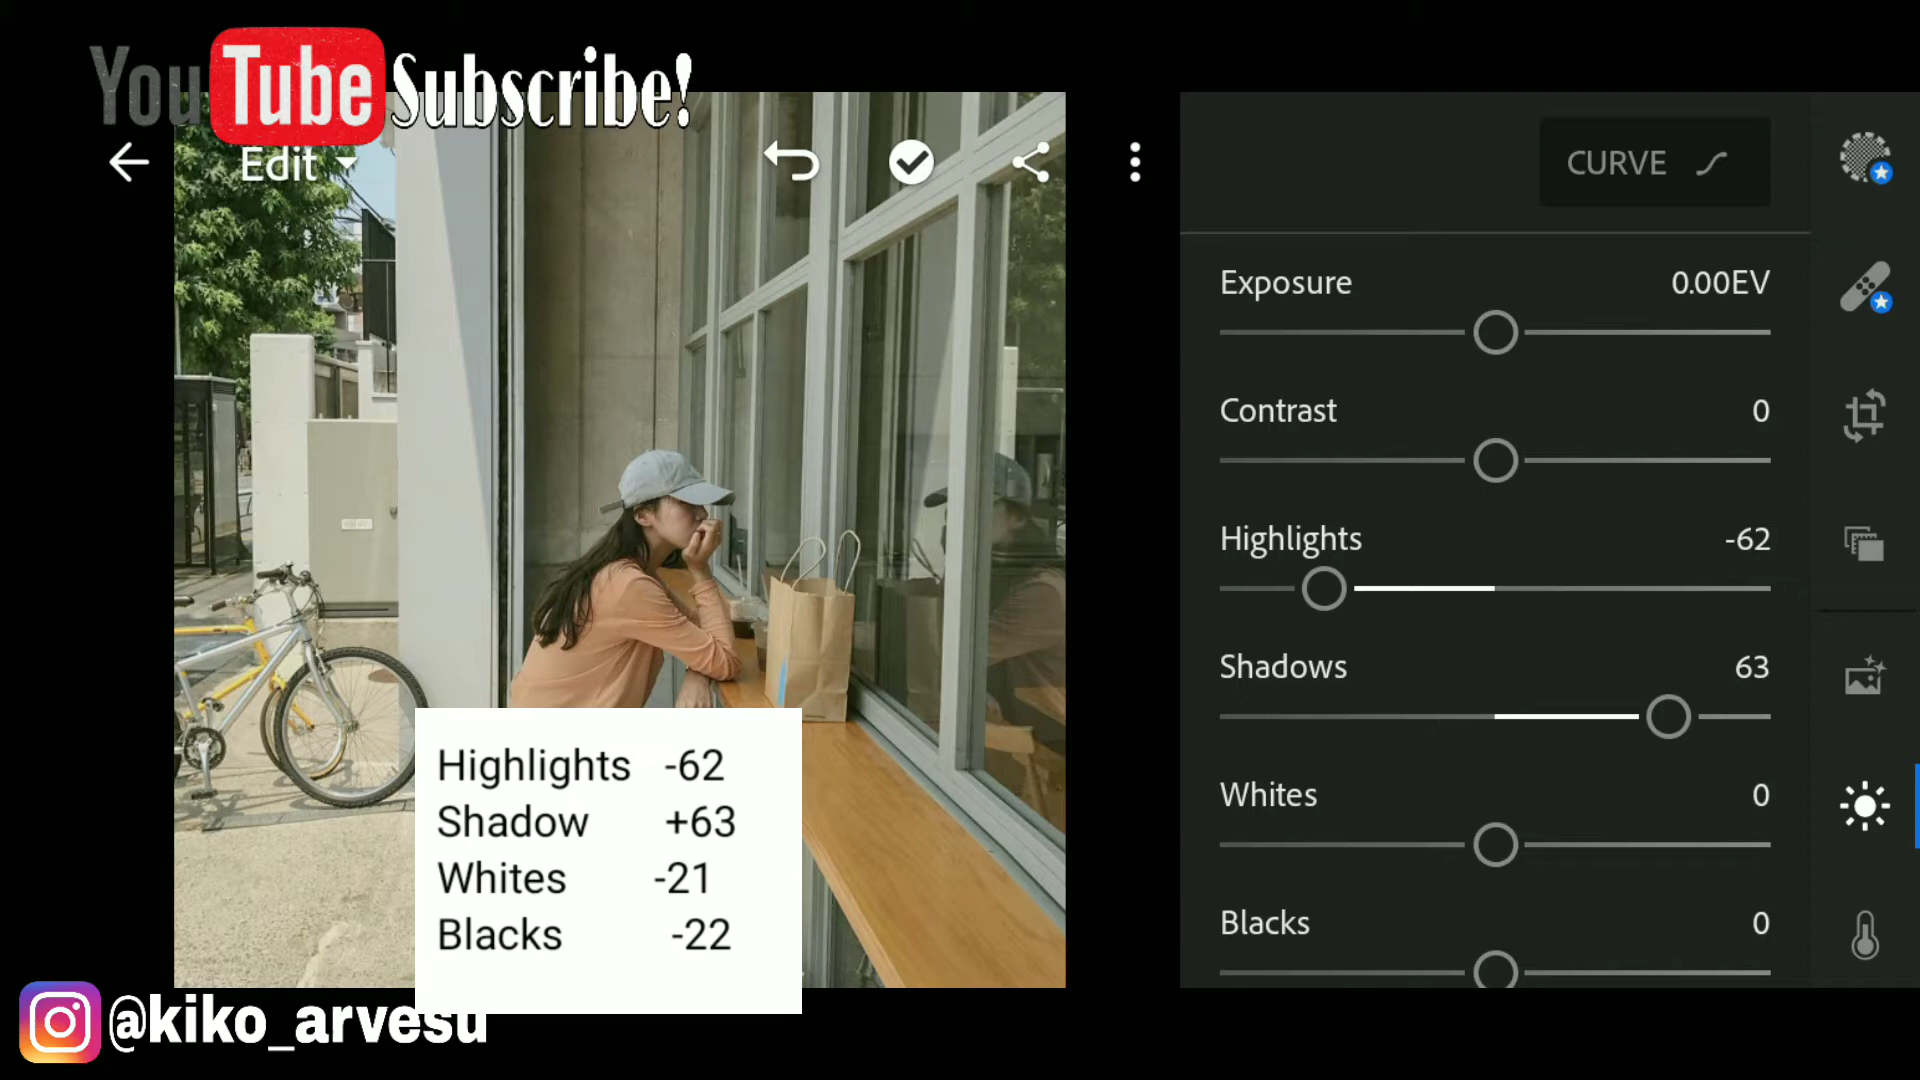 YouTube Subscribe!
Edit
CURVE
Exposure 0.00EV
Contrast 0
Highlights -62
Shadows 63
Whites 0
Blacks 0
Highlights -62
Shadow +63
Whites -21
Blacks -22
@kiko_arvesu